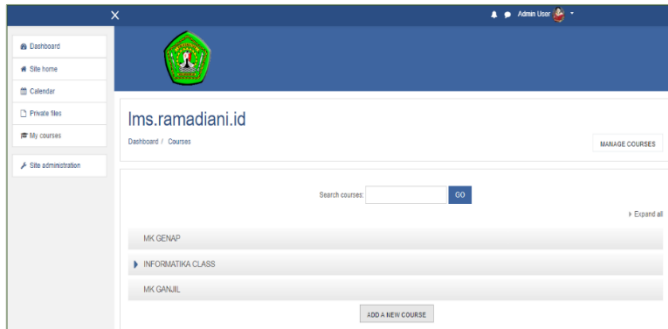 Admin User
Dashboard
Site home
Calendar
Private files
My courses
Site administration
lms.ramadiani.id
Dashboard / Courses
MANAGE COURSES
Search courses:
GO
Expand all
MK GENAP
INFORMATIKA CLASS
MK GANJIL
ADD A NEW COURSE